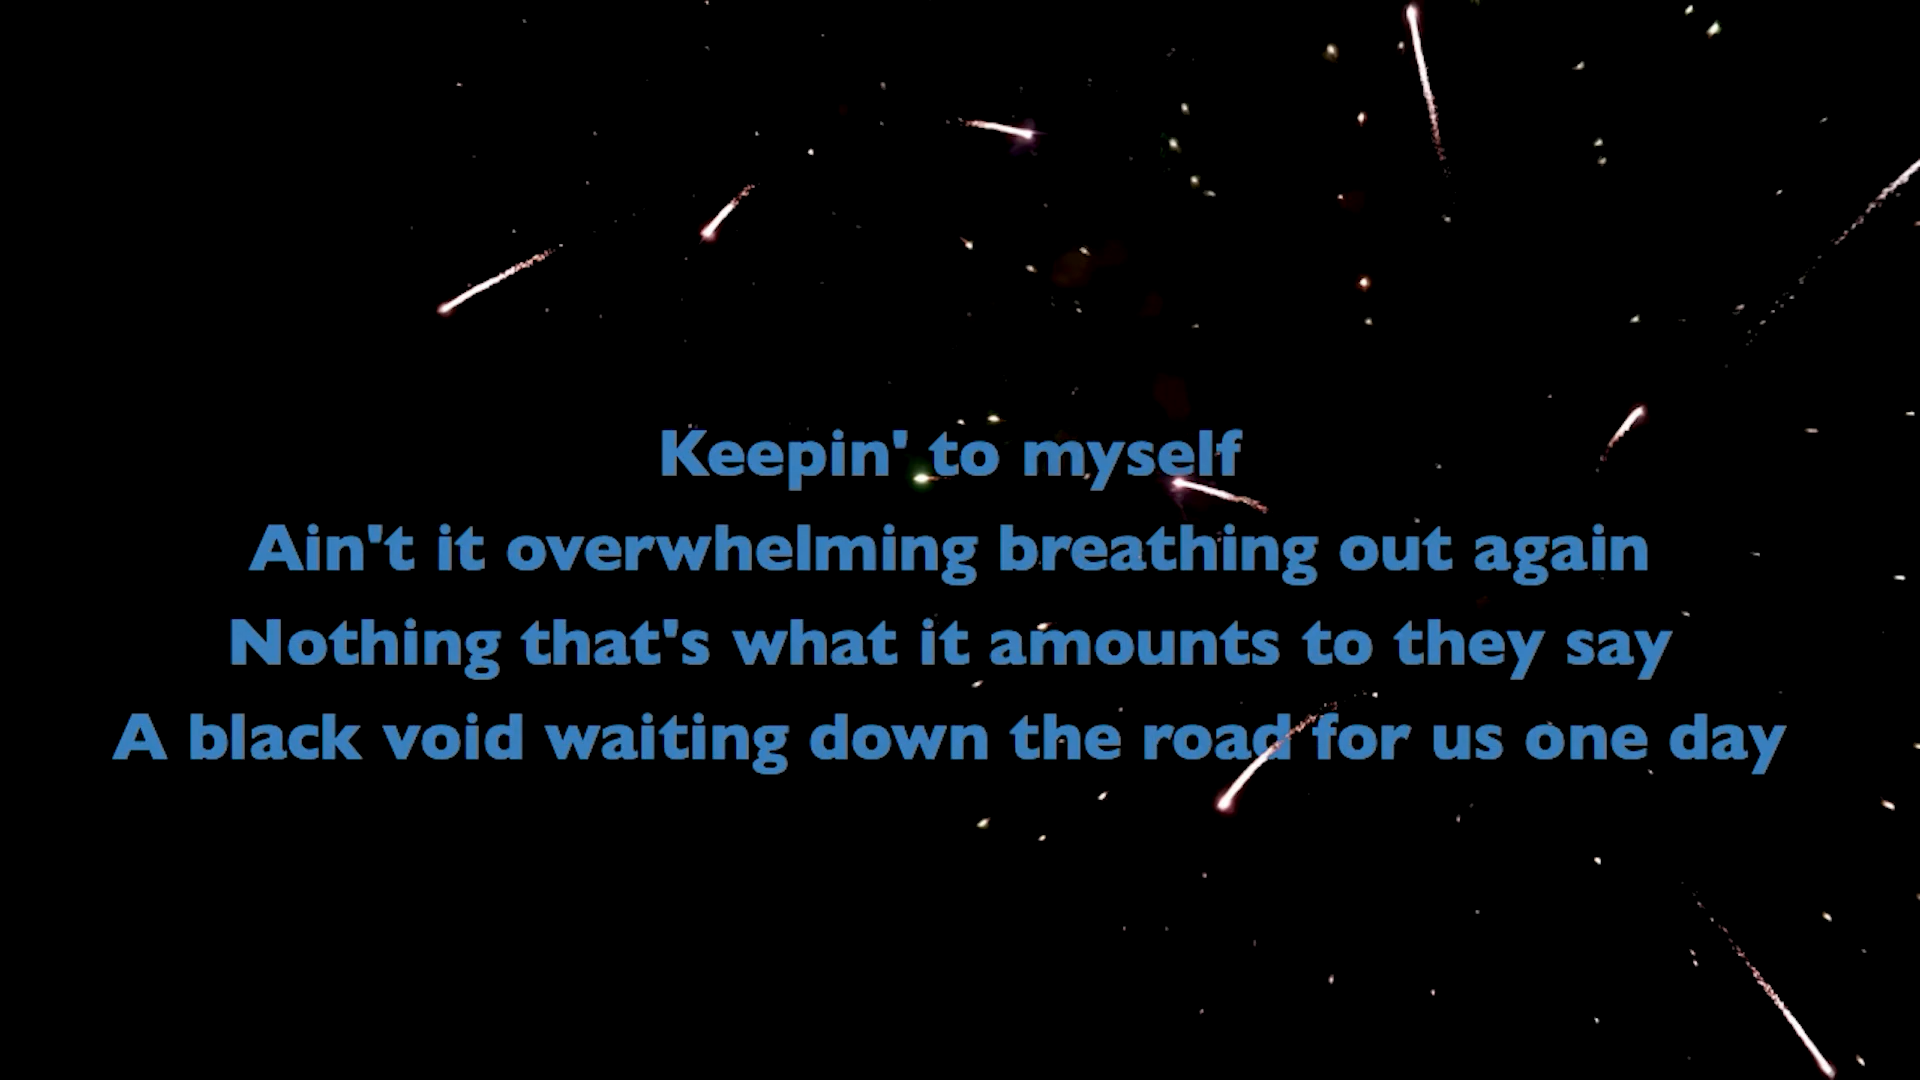 Keepin' to myself
Ain't it overwhelming breathing out again
Nothing that's what it amounts to they say
A black void waiting down the road for us one day